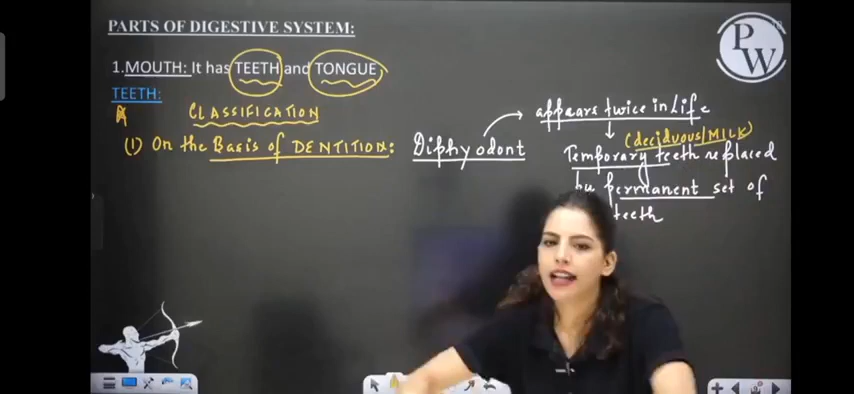 PARTS OF DIGESTIVE SYSTEM:
PW
1.MOUTH: It has TEETH and TONGUE
TEETH:
CLASSIFICATION
(1) On the Basis of DENTITION: Diphyodont
appears twice in Life
(deciduous/MILK)
Temporary teeth replaced
by permanent set of
teeth